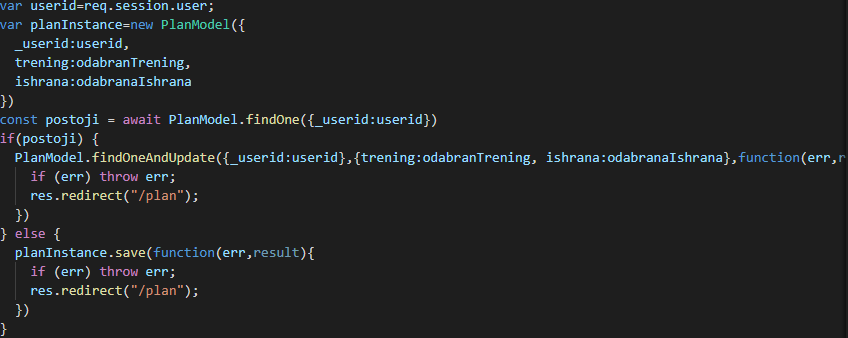 var userid=req.session.user;
var planInstance=new PlanModel({
  _userid:userid,
  trening:odabranTrening,
  ishrana:odabranaIshrana
})
const postoji = await PlanModel.findOne({_userid:userid})
if(postoji) {
  PlanModel.findOneAndUpdate({_userid:userid},{trening:odabranTrening, ishrana:odabranaIshrana},function(err,r
    if (err) throw err;
    res.redirect("/plan");
  })
} else {
  planInstance.save(function(err,result){
    if (err) throw err;
    res.redirect("/plan");
  })
}